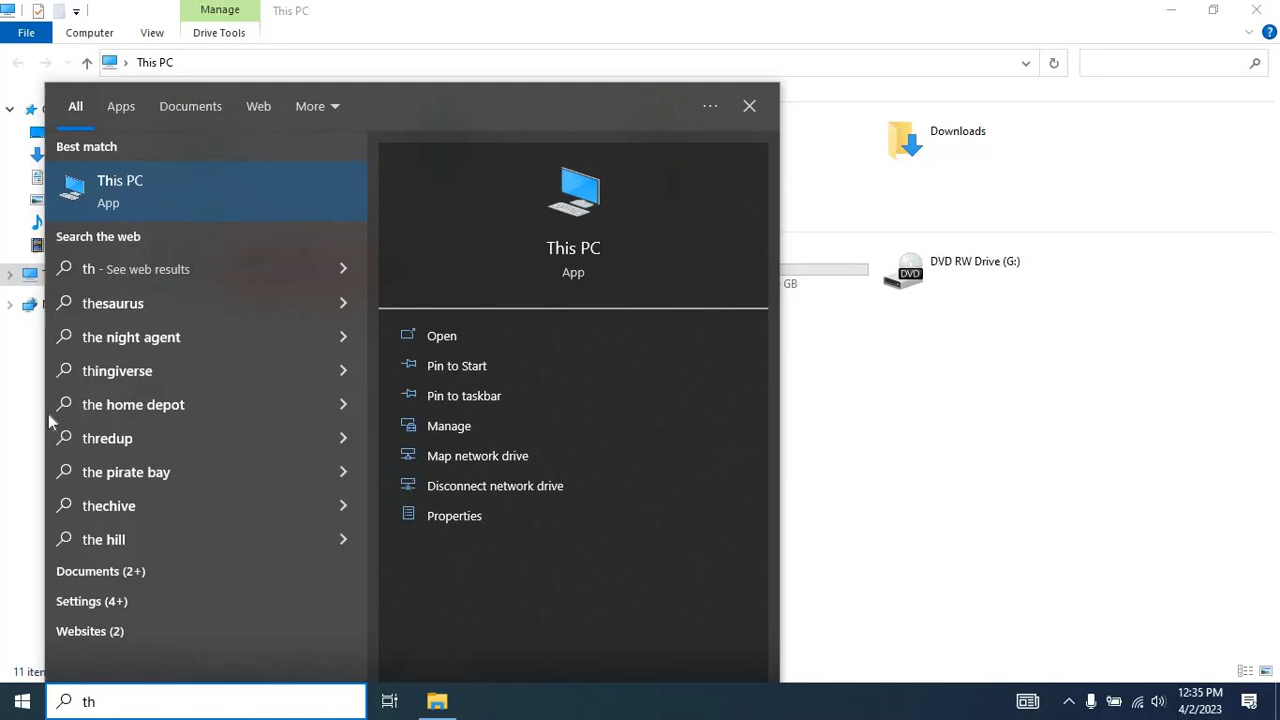 Manage
This PC
File
Computer
View
Drive Tools
This PC
All
Apps
Documents
Web
More
Best match
This PC
App
Search the web
th - See web results
thesaurus
the night agent
thingiverse
the home depot
thredup
the pirate bay
thechive
the hill
Documents (2+)
Settings (4+)
Websites (2)
This PC
App
Open
Pin to Start
Pin to taskbar
Manage
Map network drive
Disconnect network drive
Properties
Downloads
DVD RW Drive (G:)
DVD
GB
11
th
12:35 PM
4/2/2023